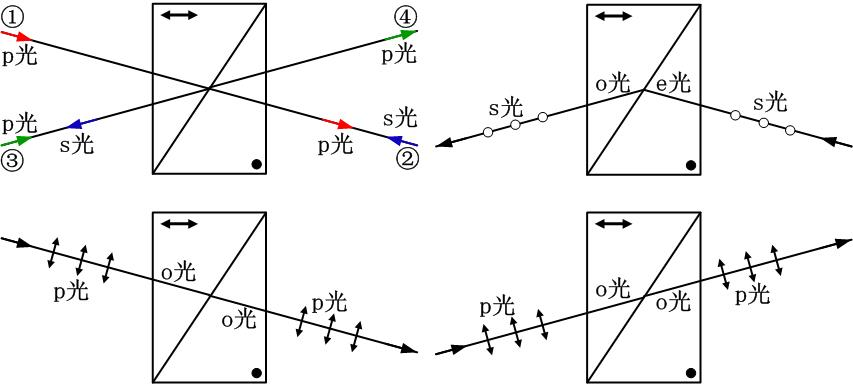 ① ④
p光 p光
p光 s光
③ s光 p光 ②
o光 e光
s光 s光
o光
p光 o光 p光
o光
p光 o光 p光